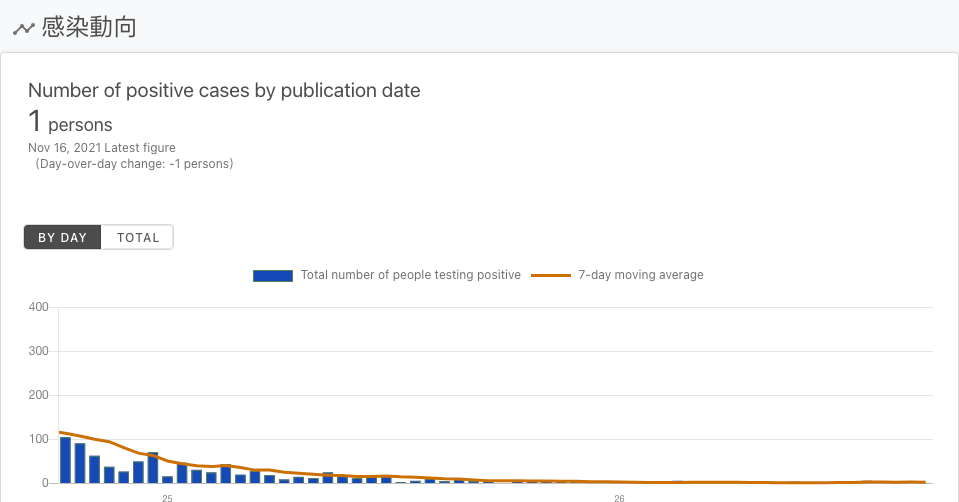 感染動向
Number of positive cases by publication date
1 persons
Nov 16, 2021 Latest figure
(Day-over-day change: -1 persons)
BY DAY TOTAL
Total number of people testing positive 7-day moving average
400
300
200
100
0
25 26